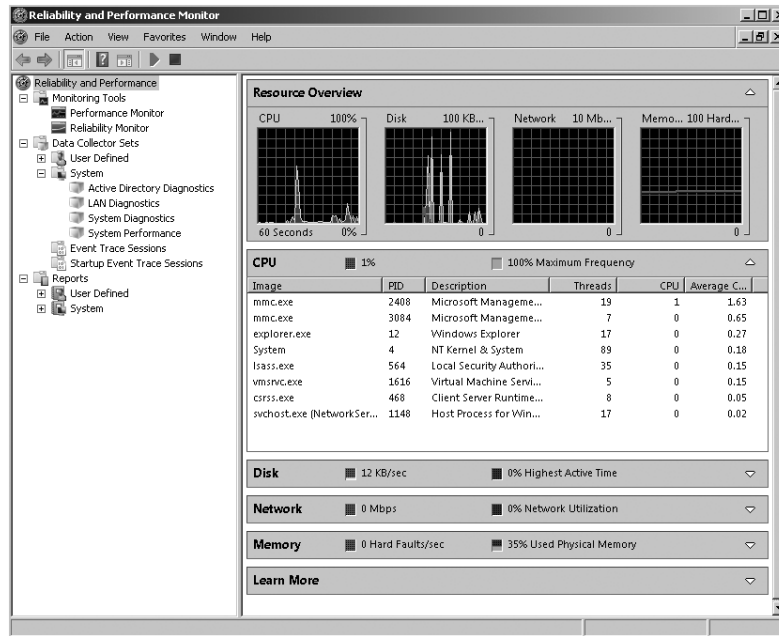 Reliability and Performance Monitor
File Action View Favorites Window Help
Reliability and Performance
Monitoring Tools
Performance Monitor
Reliability Monitor
Data Collector Sets
User Defined
System
Active Directory Diagnostics
LAN Diagnostics
System Diagnostics
System Performance
Event Trace Sessions
Startup Event Trace Sessions
Reports
User Defined
System
Resource Overview
CPU 100% Disk 100 KB... Network 10 Mb... Memo... 100 Hard...
60 Seconds 0% 0 0 0
CPU 1% 100% Maximum Frequency
Image PID Description Threads CPU Average C...
mmc.exe 2408 Microsoft Manageme... 19 1 1.63
mmc.exe 3084 Microsoft Manageme... 7 0 0.65
explorer.exe 12 Windows Explorer 17 0 0.27
System 4 NT Kernel & System 89 0 0.18
lsass.exe 564 Local Security Authori... 35 0 0.15
vmsrvc.exe 1616 Virtual Machine Servi... 5 0 0.15
csrss.exe 468 Client Server Runtime... 8 0 0.05
svchost.exe (NetworkSer... 1148 Host Process for Win... 17 0 0.02
Disk 12 KB/sec 0% Highest Active Time
Network 0 Mbps 0% Network Utilization
Memory 0 Hard Faults/sec 35% Used Physical Memory
Learn More